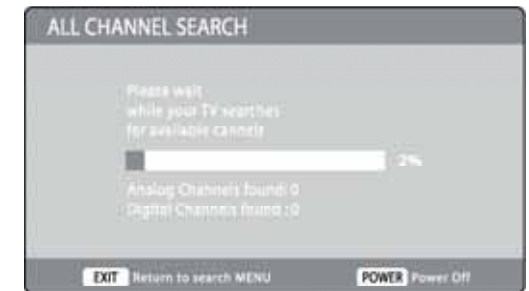 ALL CHANNEL SEARCH
Please wait
while your TV searches
for available cannels
2%
Analog Channels found: 0
Digital Channels found :0
EXIT Return to search MENU POWER Power Off